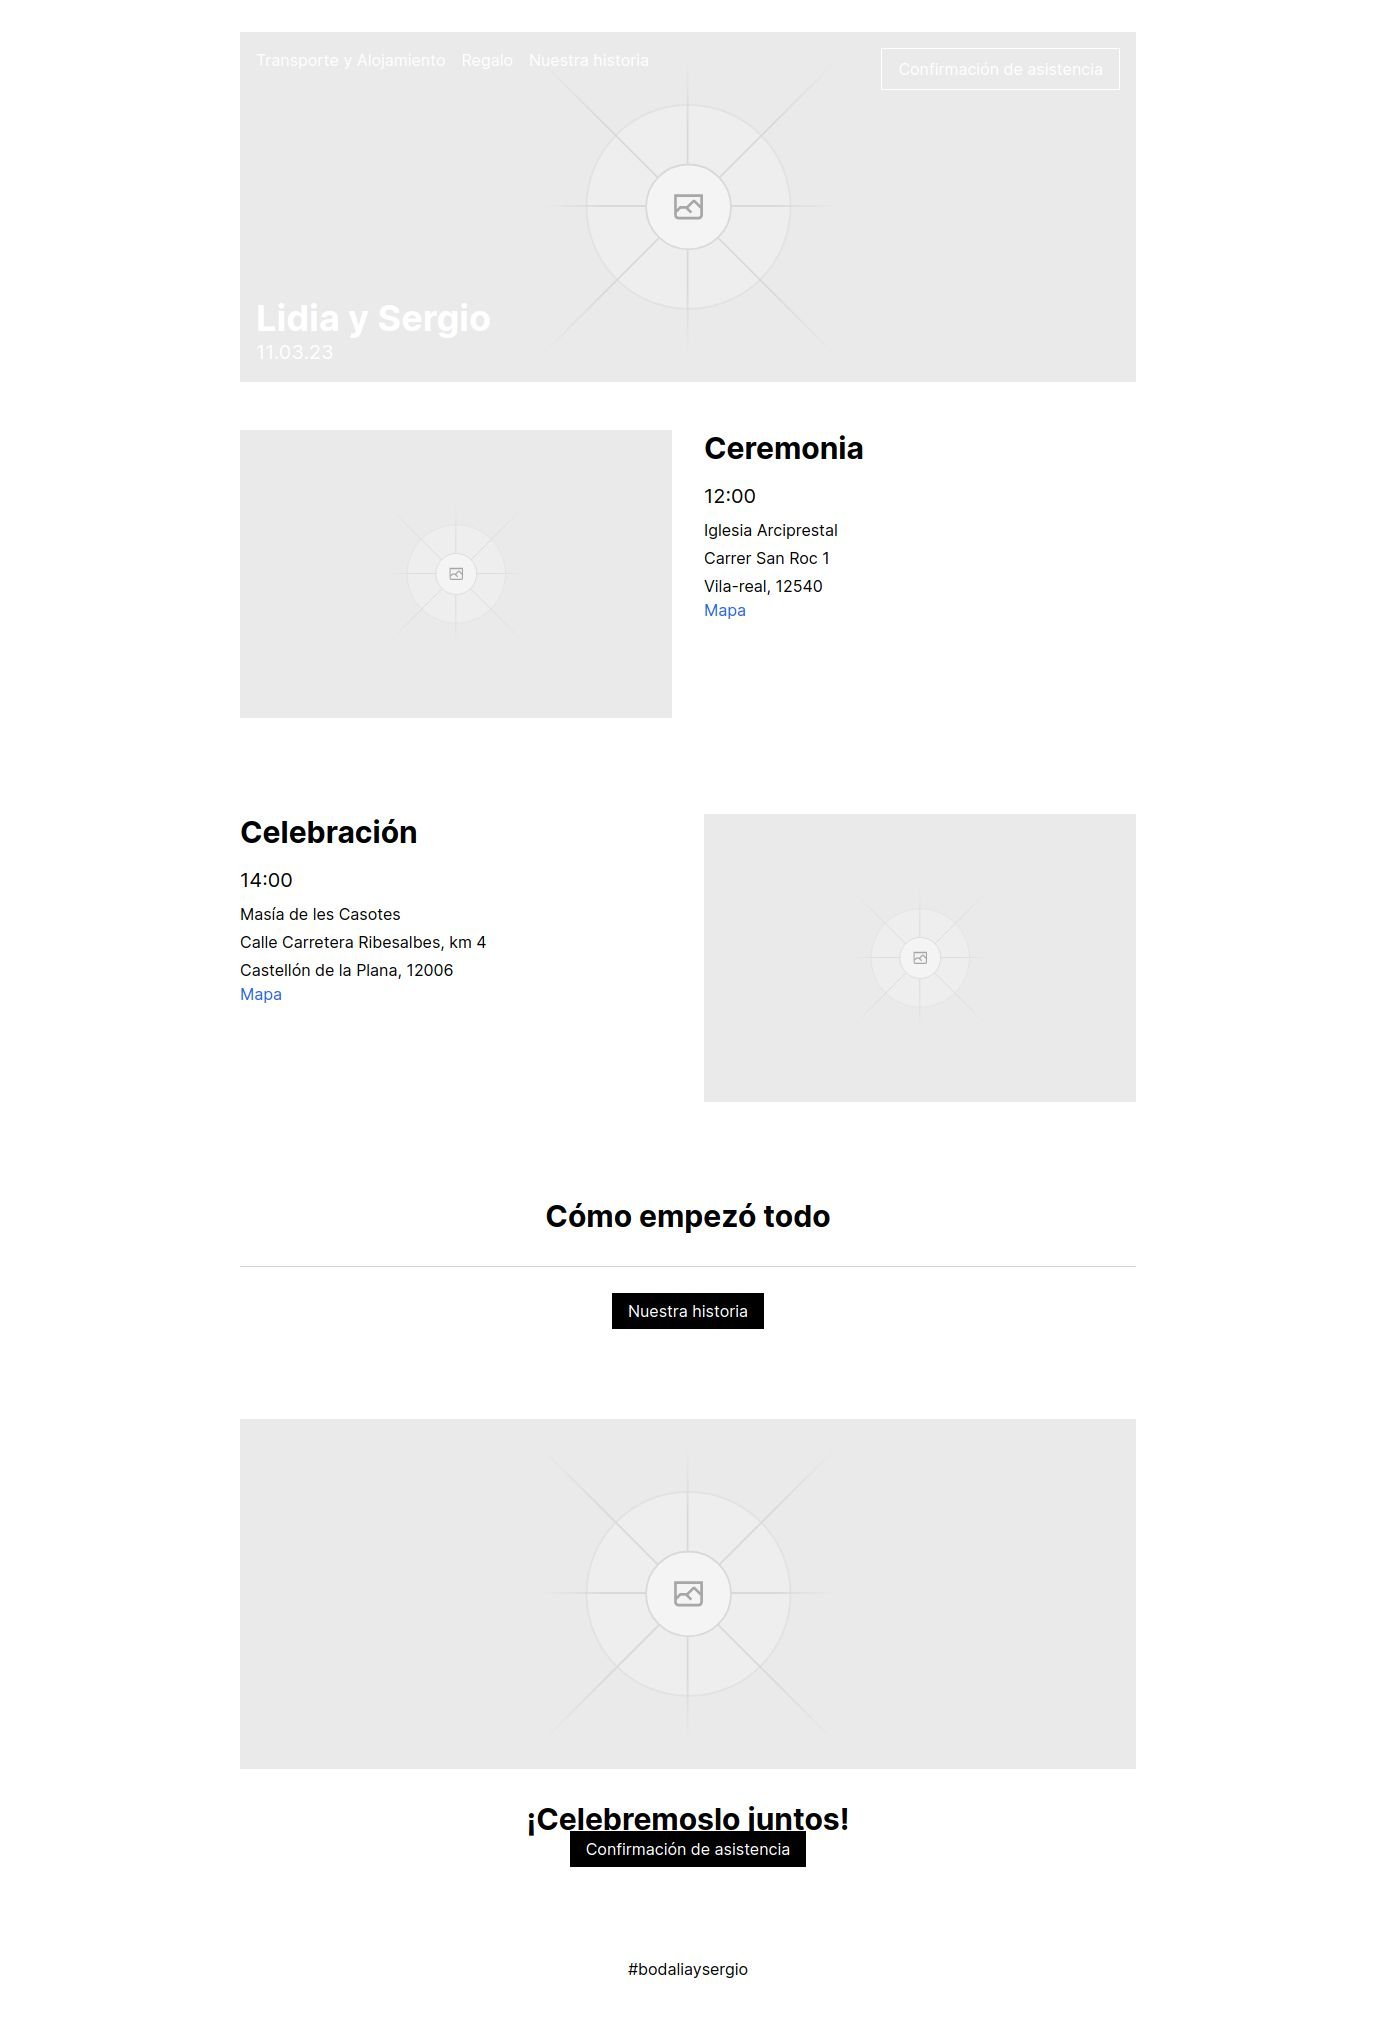 Transporte y Alojamiento Regalo Nuestra historia
Confirmación de asistencia
Lidia y Sergio
11.03.23
Ceremonia
12:00
Iglesia Arciprestal
Carrer San Roc 1
Vila-real, 12540
Mapa
Celebración
14:00
Masía de les Casotes
Calle Carretera Ribesalbes, km 4
Castellón de la Plana, 12006
Mapa
Cómo empezó todo
Nuestra historia
¡Celebremoslo juntos!
Confirmación de asistencia
#bodaliaysergio